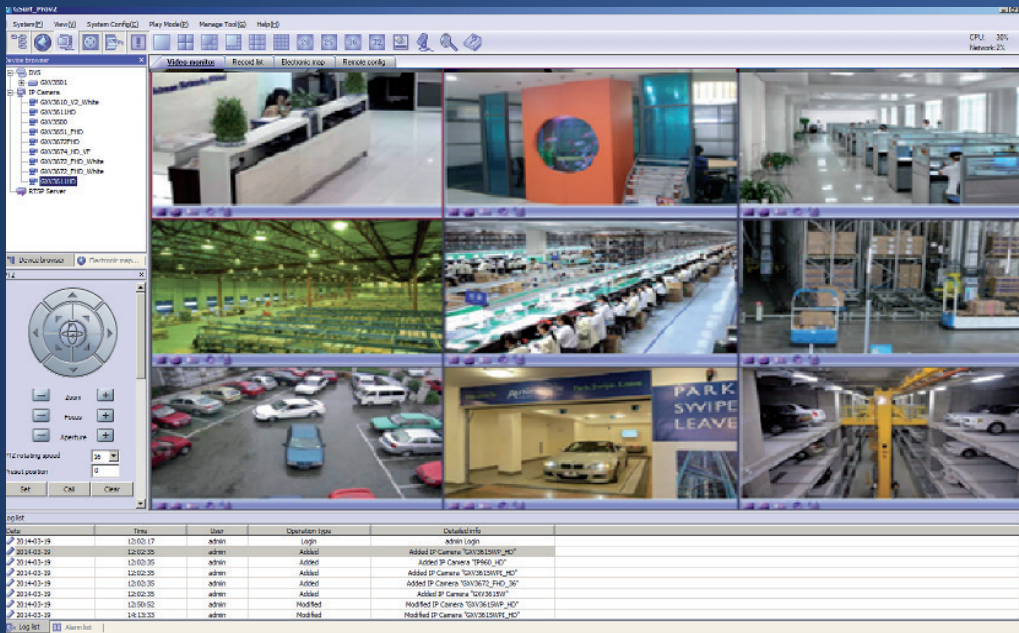 GSurf_ProV2
System(F) View(V) System Config(C) Play Mode(P) Manage Tool(G) Help(H)
CPU: 30%
Network: 2%
Device browser
Video monitor Record list Electronic map Remote config
DVS
GXV3501
IP Camera
GXV3610_V2_White
GXV3611HD
GXV3500
GXV3651_FHD
GXV3672FHD
GXV3674_HD_VF
GXV3672_FHD_White
GXV3672_FHD_White
GXV3611HD
RTSP Server
Device browser Electronic map...
PTZ
Zoom
Focus
Aperture
PTZ rotating speed 16
Preset position 0
Set Call Clear
PARK
SWIPE
LEAVE
Log list
Date Time User Operation type Detailed info
2014-03-19 12:02:17 admin Login admin Login
2014-03-19 12:02:35 admin Added Added IP Camera "GXV3615WP_HD"
2014-03-19 12:02:35 admin Added Added IP Camera "IP960_HD"
2014-03-19 12:02:35 admin Added Added IP Camera "GXV3615WPI_HD"
2014-03-19 12:02:35 admin Added Added IP Camera "GXV3672_FHD_36"
2014-03-19 12:02:35 admin Added Added IP Camera "GXV3615W"
2014-03-19 12:50:52 admin Modified Modified IP Camera "GXV3615WP_HD"
2014-03-19 14:13:33 admin Modified Modified IP Camera "GXV3615WPI_HD"
Log list Alarm list